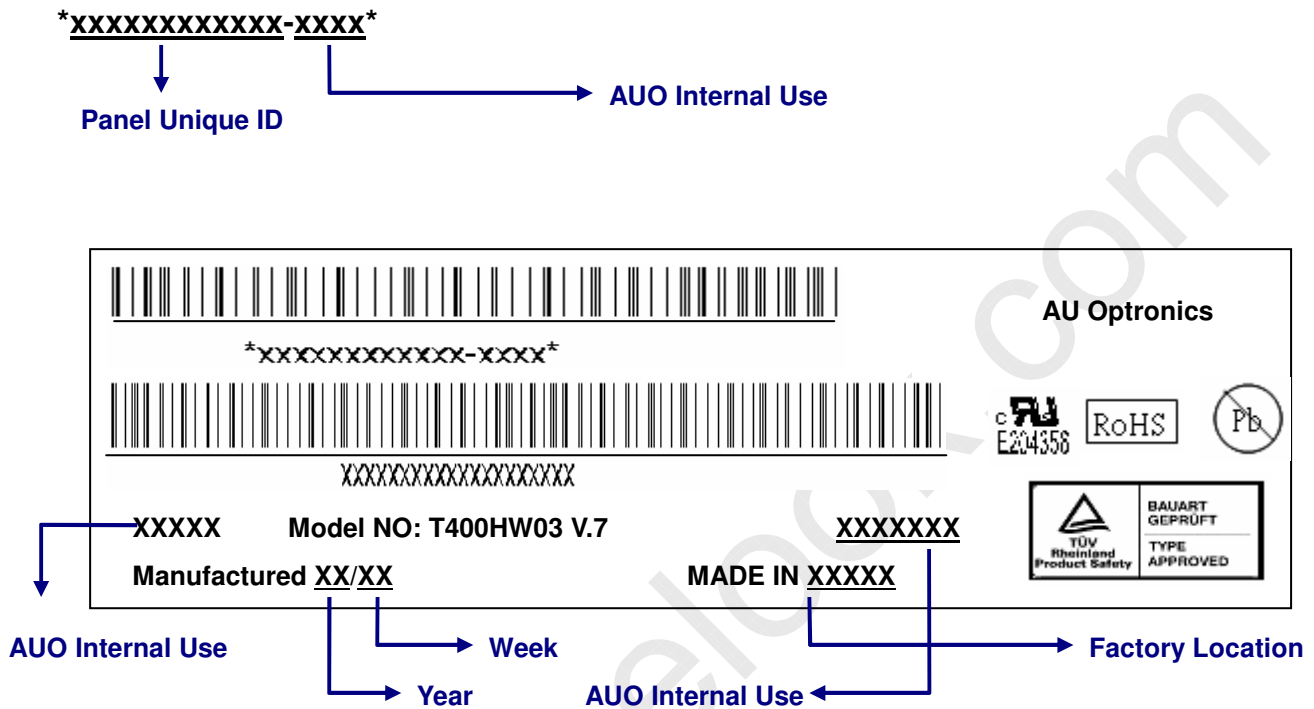 *xxxxxxxxxxxx-xxxx*
AUO Internal Use
Panel Unique ID
AU Optronics
*xxxxxxxxxxxx-xxxx*
c RU
E204356
RoHS
Pb
XXXXXXXXXXXXXXXXXXXX
XXXXX Model NO: T400HW03 V.7 XXXXXXX
Manufactured XX/XX MADE IN XXXXX
TÜV
Rheinland
Product Safety
BAUART
GEPRÜFT
TYPE
APPROVED
AUO Internal Use
Week
Factory Location
Year
AUO Internal Use